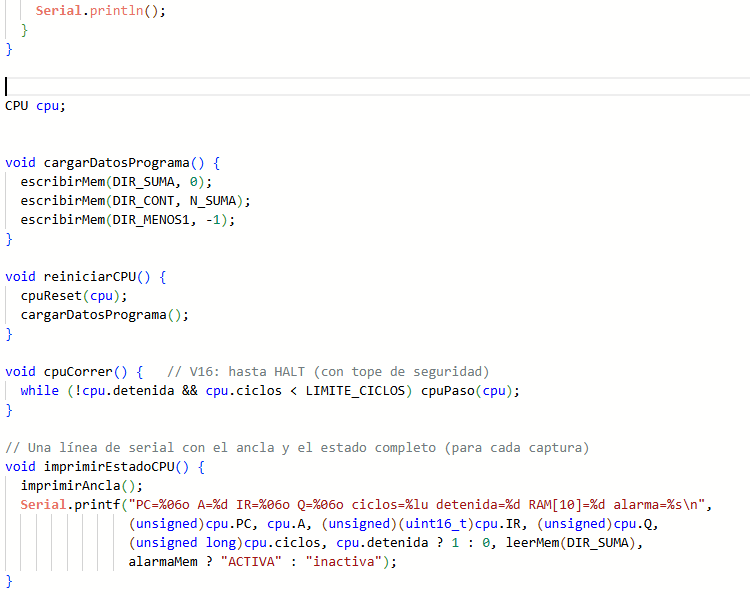 Serial.println();
}
}
CPU cpu;
void cargarDatosPrograma() {
escribirMem(DIR_SUMA, 0);
escribirMem(DIR_CONT, N_SUMA);
escribirMem(DIR_MENOS1, -1);
}
void reiniciarCPU() {
cpuReset(cpu);
cargarDatosPrograma();
}
void cpuCorrer() {   // V16: hasta HALT (con tope de seguridad)
while (!cpu.detenida && cpu.ciclos < LIMITE_CICLOS) cpuPaso(cpu);
}
// Una línea de serial con el ancla y el estado completo (para cada captura)
void imprimirEstadoCPU() {
imprimirAncla();
Serial.printf("PC=%06o A=%d IR=%06o Q=%06o ciclos=%lu detenida=%d RAM[10]=%d alarma=%s\n",
(unsigned)cpu.PC, cpu.A, (unsigned)(uint16_t)cpu.IR, (unsigned)cpu.Q,
(unsigned long)cpu.ciclos, cpu.detenida ? 1 : 0, leerMem(DIR_SUMA),
alarmaMem ? "ACTIVA" : "inactiva");
}